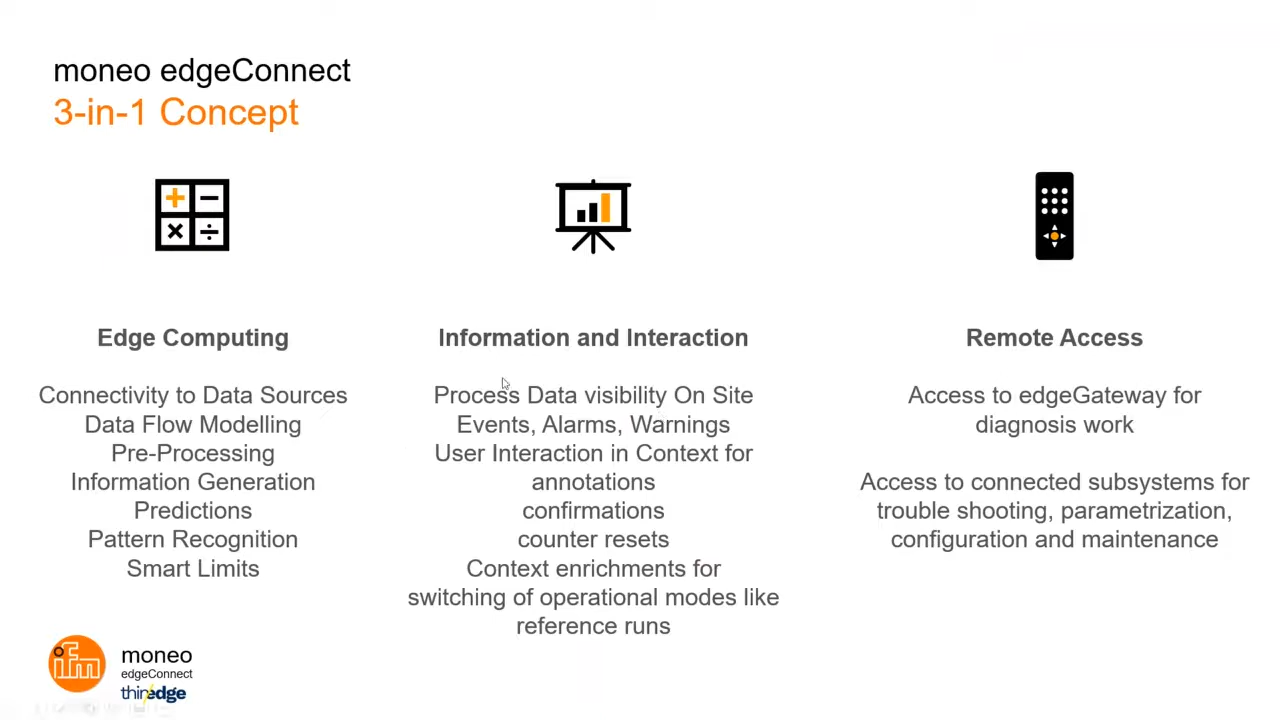 moneo edgeConnect
3-in-1 Concept
Edge Computing
Connectivity to Data Sources
Data Flow Modelling
Pre-Processing
Information Generation
Predictions
Pattern Recognition
Smart Limits
Information and Interaction
Process Data visibility On Site
Events, Alarms, Warnings
User Interaction in Context for
annotations
confirmations
counter resets
Context enrichments for
switching of operational modes like
reference runs
Remote Access
Access to edgeGateway for
diagnosis work
Access to connected subsystems for
trouble shooting, parametrization,
configuration and maintenance
ifm
moneo
edgeConnect
thin/edge